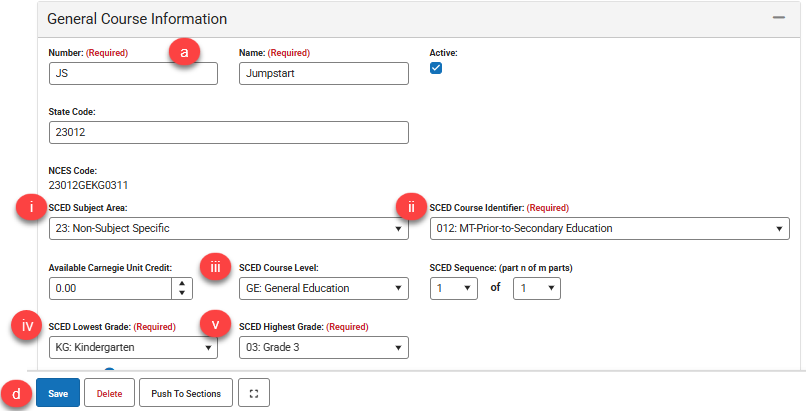 General Course Information
Number: (Required) a Name: (Required) Active:
JS Jumpstart
State Code:
23012
NCES Code:
23012GEKG0311
i SCED Subject Area: ii SCED Course Identifier: (Required)
23: Non-Subject Specific 012: MT-Prior-to-Secondary Education
Available Carnegie Unit Credit: iii SCED Course Level: SCED Sequence: (part n of m parts)
0.00 GE: General Education 1 of 1
iv SCED Lowest Grade: (Required) v SCED Highest Grade: (Required)
KG: Kindergarten 03: Grade 3
d Save Delete Push To Sections